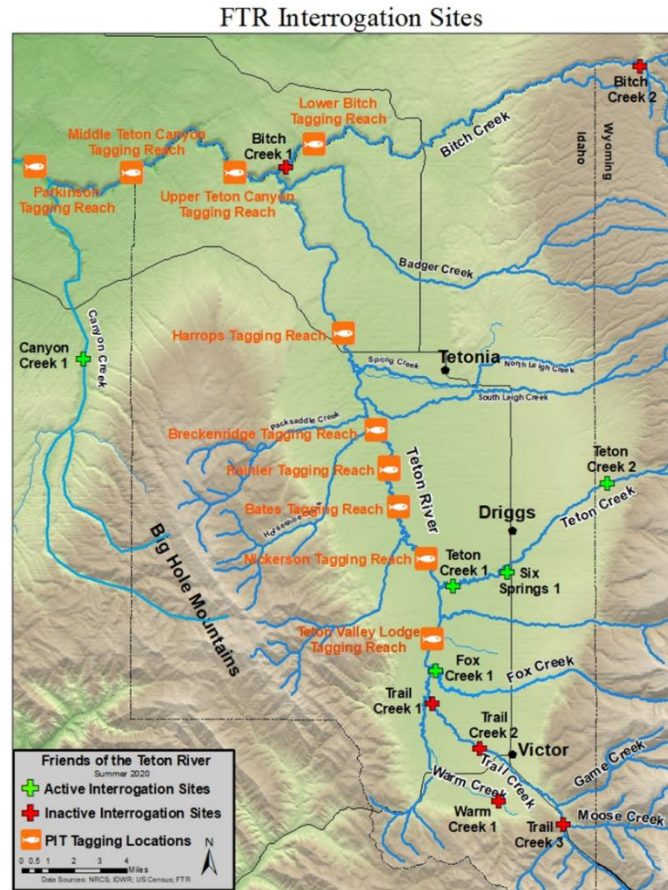 FTR Interrogation Sites
Bitch
Creek 2
Lower Bitch
Tagging Reach
Middle Teton Canyon
Tagging Reach
Bitch
Creek 1
Bitch Creek
Idaho
Wyoming
Parkinson
Tagging Reach
Upper Teton Canyon
Tagging Reach
Badger Creek
Harrops Tagging Reach
Canyon
Creek 1
Canyon Creek
Spring Creek
Tetonia
North Leigh Creek
South Leigh Creek
Packsaddle Creek
Breckenridge Tagging Reach
Teton River
Rainier Tagging Reach
Teton
Creek 2
Teton Creek
Bates Tagging Reach
Driggs
Big Hole Mountains
Nickerson Tagging Reach
Teton
Creek 1
Six
Springs 1
Teton Valley Lodge
Tagging Reach
Fox
Creek 1
Fox Creek
Trail
Creek 1
Trail
Creek 2
Victor
Trail Creek
Game Creek
Warm Creek
Warm
Creek 1
Moose Creek
Trail
Creek 3
Friends of the Teton River
Summer 2020
Active Interrogation Sites
Inactive Interrogation Sites
PIT Tagging Locations
0 0.5 1 2 3 4
Miles
N
Data Sources: NRCS; IDWR; US Census; FTR